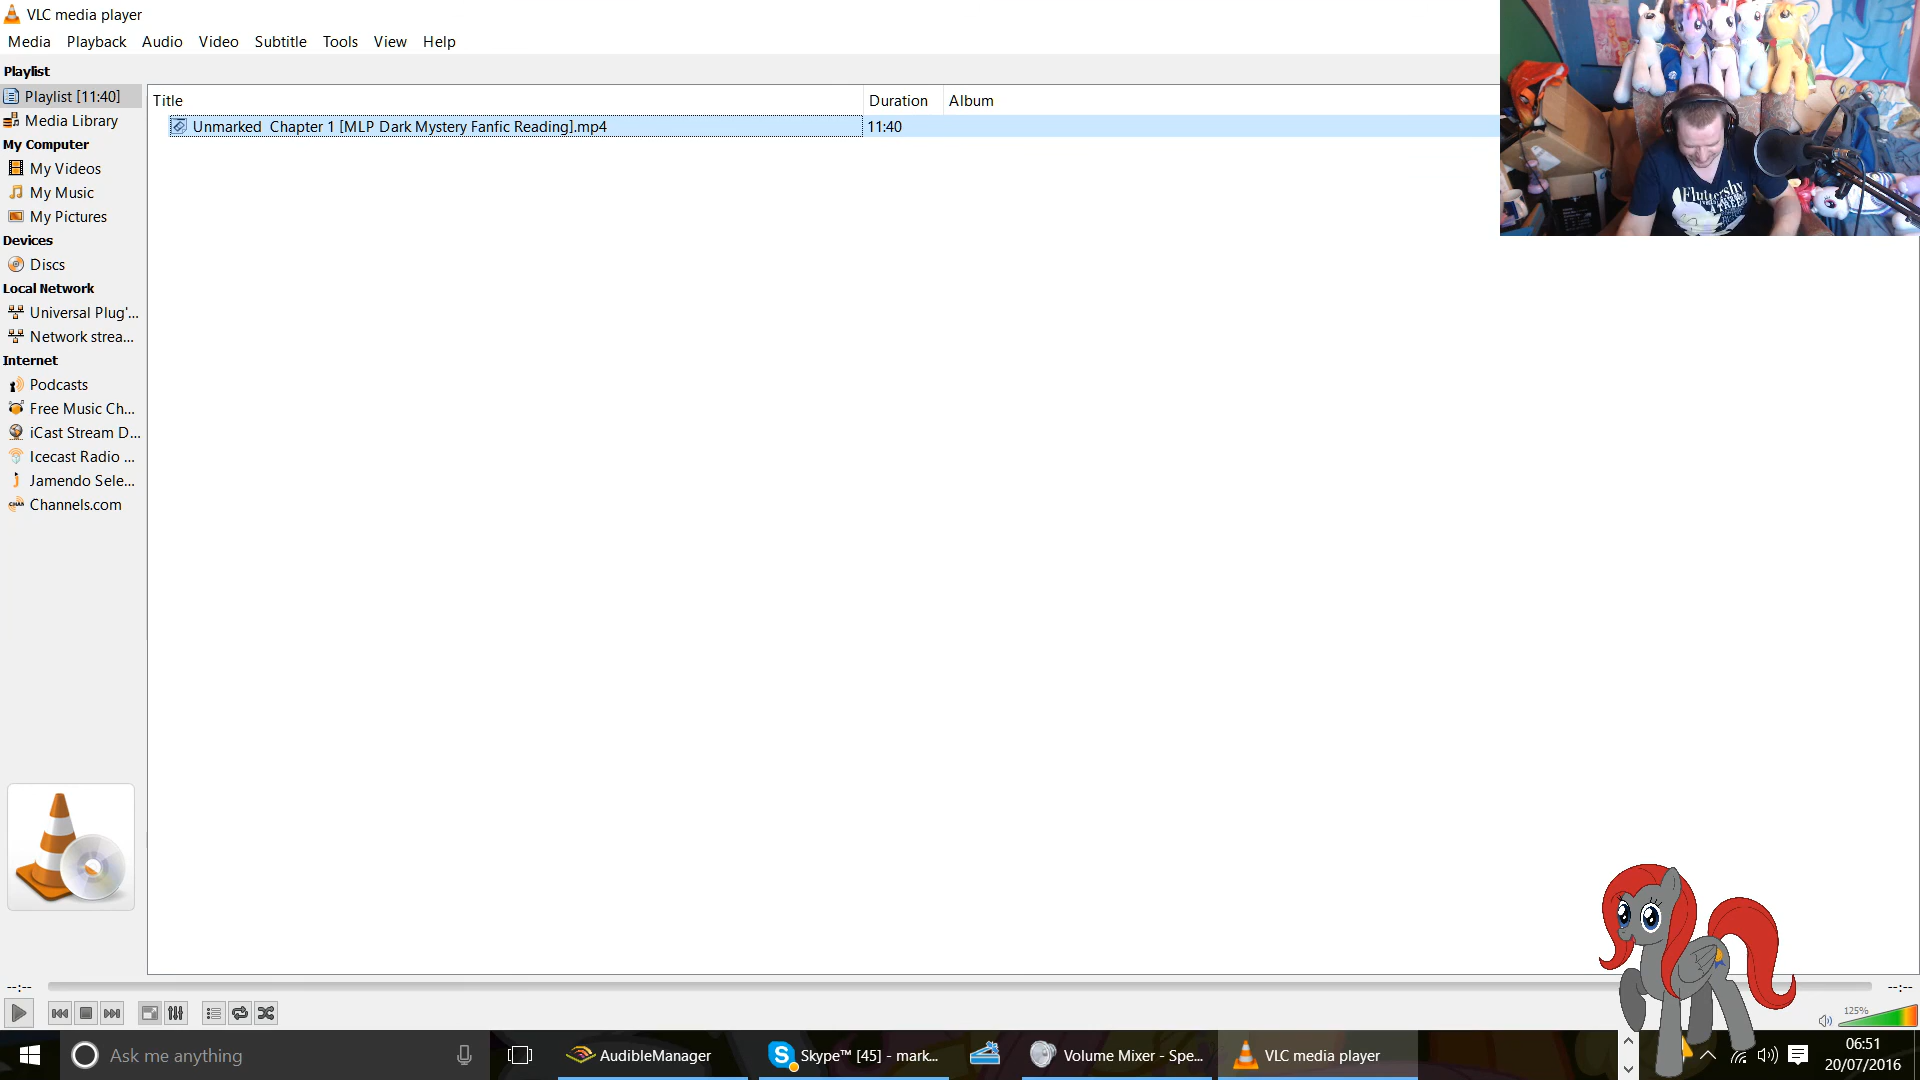 VLC media player
Media Playback Audio Video Subtitle Tools View Help
Playlist
Playlist [11:40]
Media Library
My Computer
My Videos
My Music
My Pictures
Devices
Discs
Local Network
Universal Plug'...
Network strea...
Internet
Podcasts
Free Music Ch...
iCast Stream D...
Icecast Radio ...
Jamendo Sele...
Channels.com
Title Duration Album
Unmarked Chapter 1 [MLP Dark Mystery Fanfic Reading].mp4 11:40
Fluttershy
A TREE
--:-- --:--
125%
Ask me anything
AudibleManager
Skype™ [45] - mark...
Volume Mixer - Spe...
VLC media player
06:51
20/07/2016